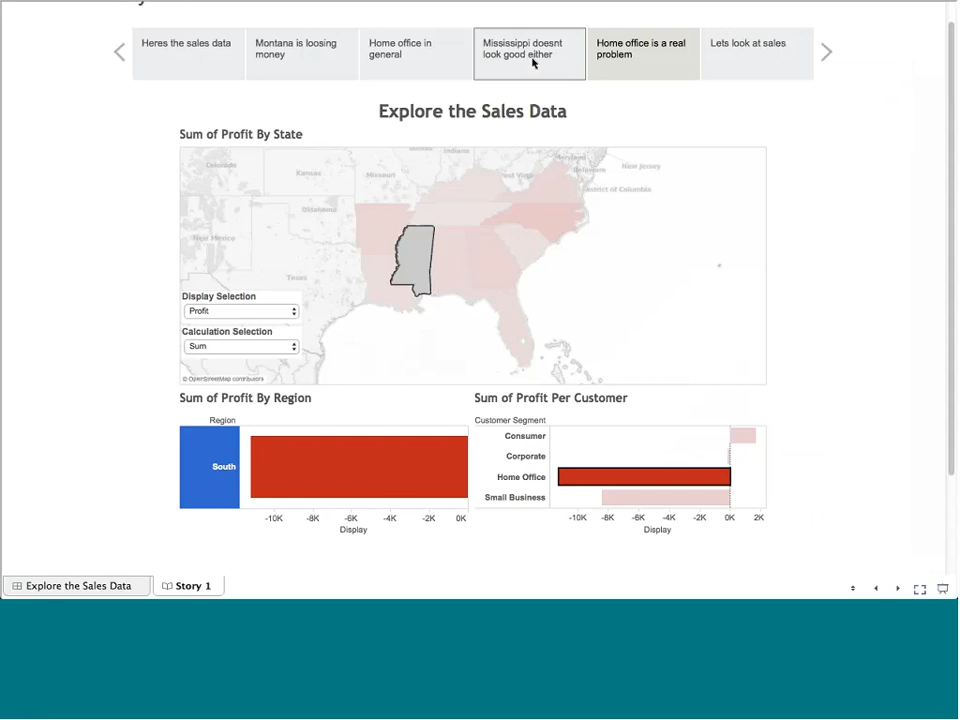 Heres the sales data
Montana is loosing
money
Home office in
general
Mississippi doesnt
look good either
Home office is a real
problem
Lets look at sales
Explore the Sales Data
Sum of Profit By State
Colorado
Kansas
Missouri
Indiana
West Virginia
Maryland
Delaware
New Jersey
District of Columbia
Oklahoma
New Mexico
Texas
Display Selection
Profit
Calculation Selection
Sum
© OpenStreetMap contributors
Sum of Profit By Region
Region
South
-10K -8K -6K -4K -2K 0K
Display
Sum of Profit Per Customer
Customer Segment
Consumer
Corporate
Home Office
Small Business
-10K -8K -6K -4K -2K 0K 2K
Display
Explore the Sales Data
Story 1